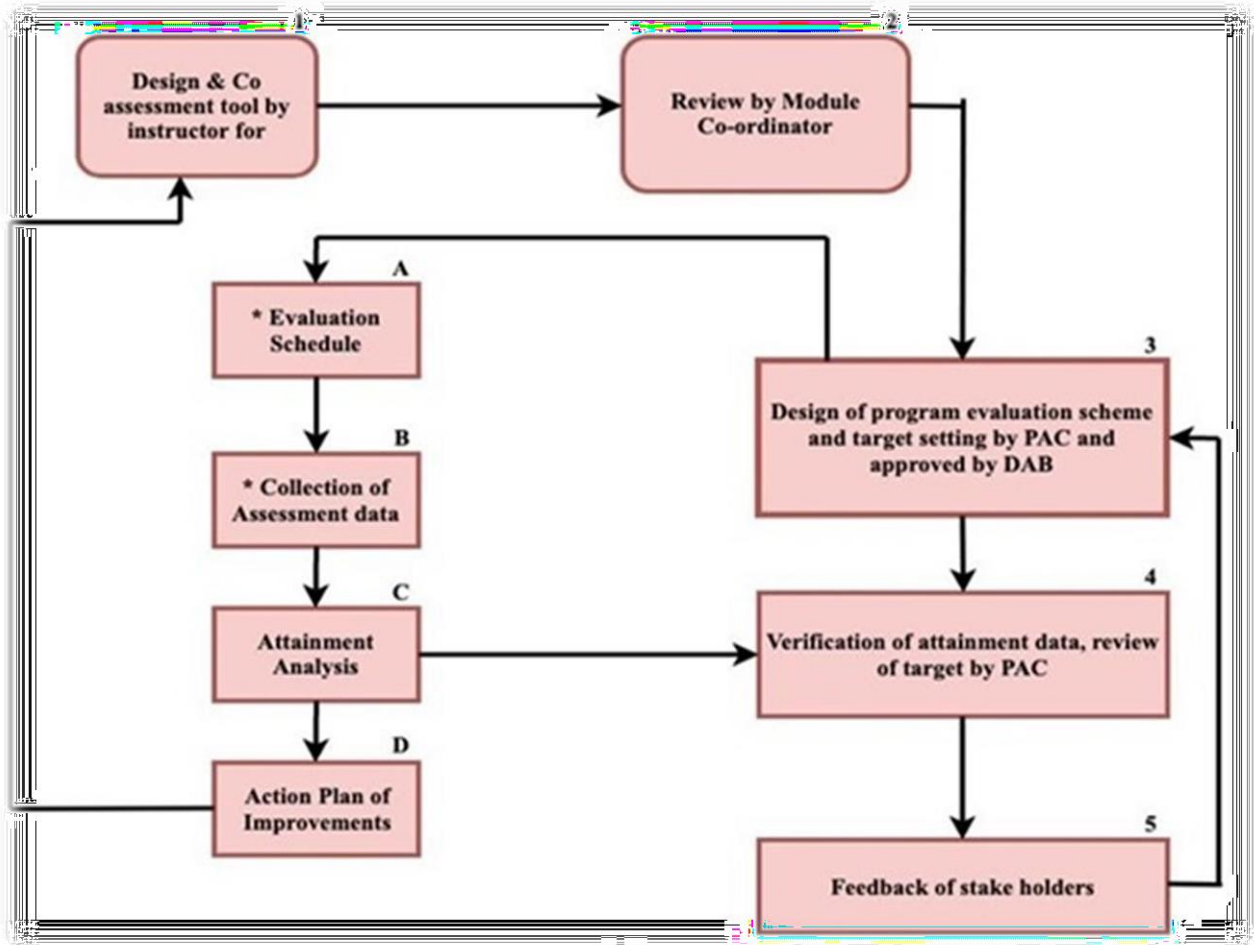 1
Design & Co
assessment tool by
instructor for
2
Review by Module
Co-ordinator
A
* Evaluation
Schedule
B
* Collection of
Assessment data
C
Attainment
Analysis
D
Action Plan of
Improvements
3
Design of program evaluation scheme
and target setting by PAC and
approved by DAB
4
Verification of attainment data, review
of target by PAC
5
Feedback of stake holders